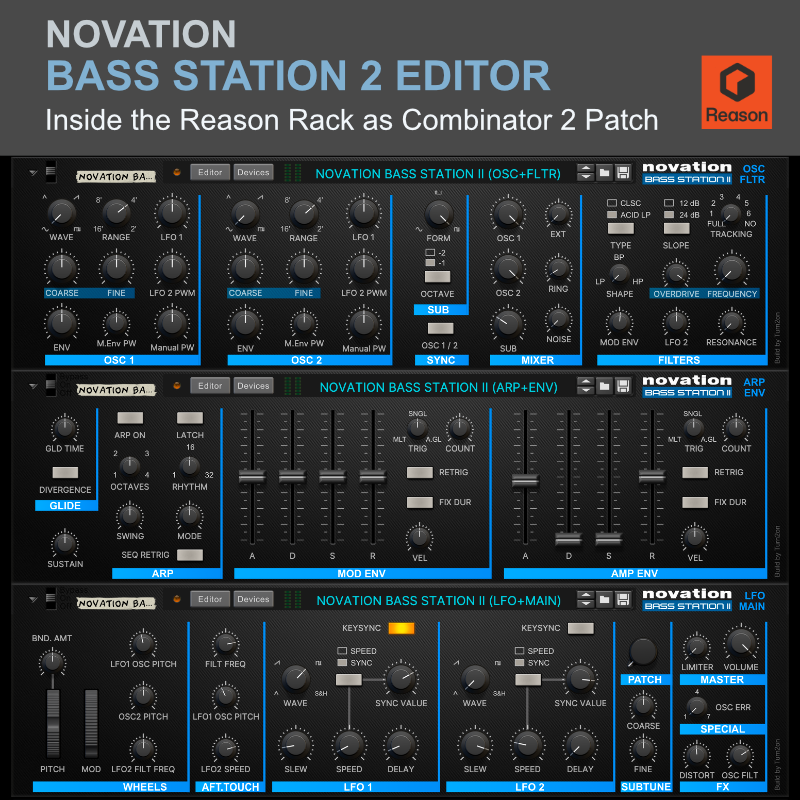 NOVATION
BASS STATION 2 EDITOR
Inside the Reason Rack as Combinator 2 Patch
Reason
NOVATION BA...
Editor
Devices
NOVATION BASS STATION II (OSC+FLTR)
novation
BASS STATION II
OSC
FLTR
WAVE
8'
4'
16'
2'
RANGE
LFO 1
COARSE
FINE
LFO 2 PWM
ENV
M.Env PW
Manual PW
OSC 1
WAVE
8'
4'
16'
2'
RANGE
LFO 1
COARSE
FINE
LFO 2 PWM
ENV
M.Env PW
Manual PW
OSC 2
FORM
-2
-1
OCTAVE
SUB
OSC 1 / 2
SYNC
OSC 1
EXT
OSC 2
RING
SUB
NOISE
MIXER
CLSC
ACID LP
TYPE
12 dB
24 dB
SLOPE
1 2 3 4 5 6
FULL
NO
TRACKING
BP
LP
HP
SHAPE
OVERDRIVE
FREQUENCY
MOD ENV
LFO 2
RESONANCE
FILTERS
Build by Turn2on
NOVATION BA...
Editor
Devices
NOVATION BASS STATION II (ARP+ENV)
novation
BASS STATION II
ARP
ENV
GLD TIME
DIVERGENCE
GLIDE
SUSTAIN
ARP ON
LATCH
2
3
1
4
OCTAVES
16
8
32
RHYTHM
SWING
MODE
SEQ RETRIG
ARP
A
D
S
R
SNGL
MLT
A.GL
TRIG
COUNT
RETRIG
FIX DUR
VEL
MOD ENV
A
D
S
R
SNGL
MLT
A.GL
TRIG
COUNT
RETRIG
FIX DUR
VEL
AMP ENV
Build by Turn2on
NOVATION BA...
Editor
Devices
NOVATION BASS STATION II (LFO+MAIN)
novation
BASS STATION II
LFO
MAIN
BND. AMT
PITCH
MOD
LFO1 OSC PITCH
OSC2 PITCH
LFO2 FILT FREQ
WHEELS
FILT FREQ
LFO1 OSC PITCH
LFO2 SPEED
AFT.TOUCH
KEYSYNC
SPEED
SYNC
S&H
WAVE
SYNC VALUE
SLEW
SPEED
DELAY
LFO 1
KEYSYNC
SPEED
SYNC
S&H
WAVE
SYNC VALUE
SLEW
SPEED
DELAY
LFO 2
PATCH
COARSE
FINE
SUBTUNE
LIMITER
VOLUME
MASTER
4
1
7
OSC ERR
SPECIAL
DISTORT
OSC FILT
FX
Build by Turn2on